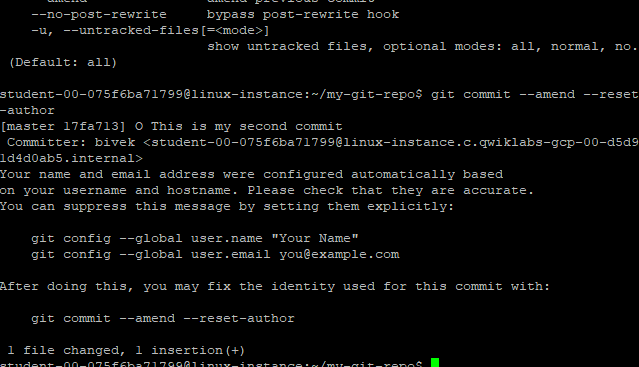 --amend amend previous commit
--no-post-rewrite bypass post-rewrite hook
-u, --untracked-files[=<mode>]
show untracked files, optional modes: all, normal, no.
(Default: all)
student-00-075f6ba71799@linux-instance:~/my-git-repo$ git commit --amend --reset
-author
[master 17fa713] O This is my second commit
Committer: bivek <student-00-075f6ba71799@linux-instance.c.qwiklabs-gcp-00-d5d9
1d4d0ab5.internal>
Your name and email address were configured automatically based
on your username and hostname. Please check that they are accurate.
You can suppress this message by setting them explicitly:
git config --global user.name "Your Name"
git config --global user.email you@example.com
After doing this, you may fix the identity used for this commit with:
git commit --amend --reset-author
1 file changed, 1 insertion(+)
student-00-075f6ba71799@linux-instance:~/my-git-repo$